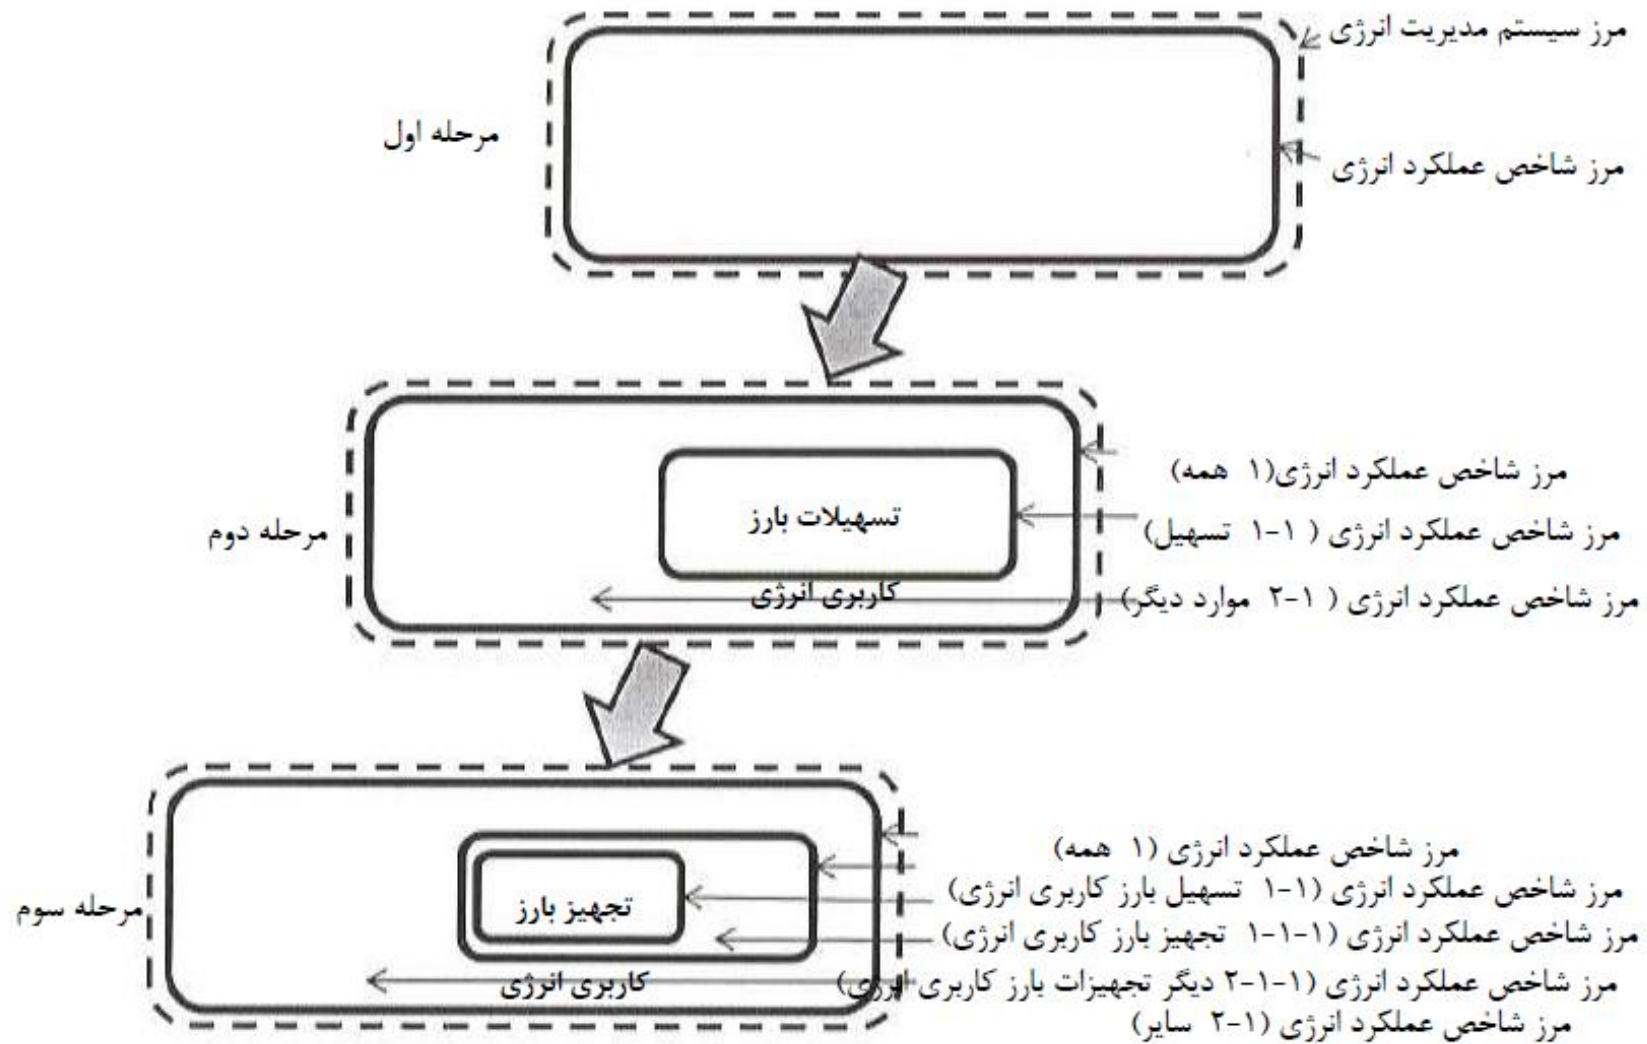 مرز سیستم مدیریت انرژی
مرحله اول
مرز شاخص عملکرد انرژی
مرز شاخص عملکرد انرژی(۱ همه)
تسهیلات بارز
مرز شاخص عملکرد انرژی ( ۱-۱ تسهیل)
مرحله دوم
کاربری انرژی
مرز شاخص عملکرد انرژی ( ۱-۲ موارد دیگر)
مرز شاخص عملکرد انرژی (۱ همه)
مرز شاخص عملکرد انرژی (۱-۱ تسهیل بارز کاربری انرژی)
تجهیز بارز
مرحله سوم
مرز شاخص عملکرد انرژی (۱-۱-۱ تجهیز بارز کاربری انرژی)
کاربری انرژی
مرز شاخص عملکرد انرژی (۱-۱-۲ دیگر تجهیزات بارز کاربری انرژی)
مرز شاخص عملکرد انرژی (۱-۲ سایر)